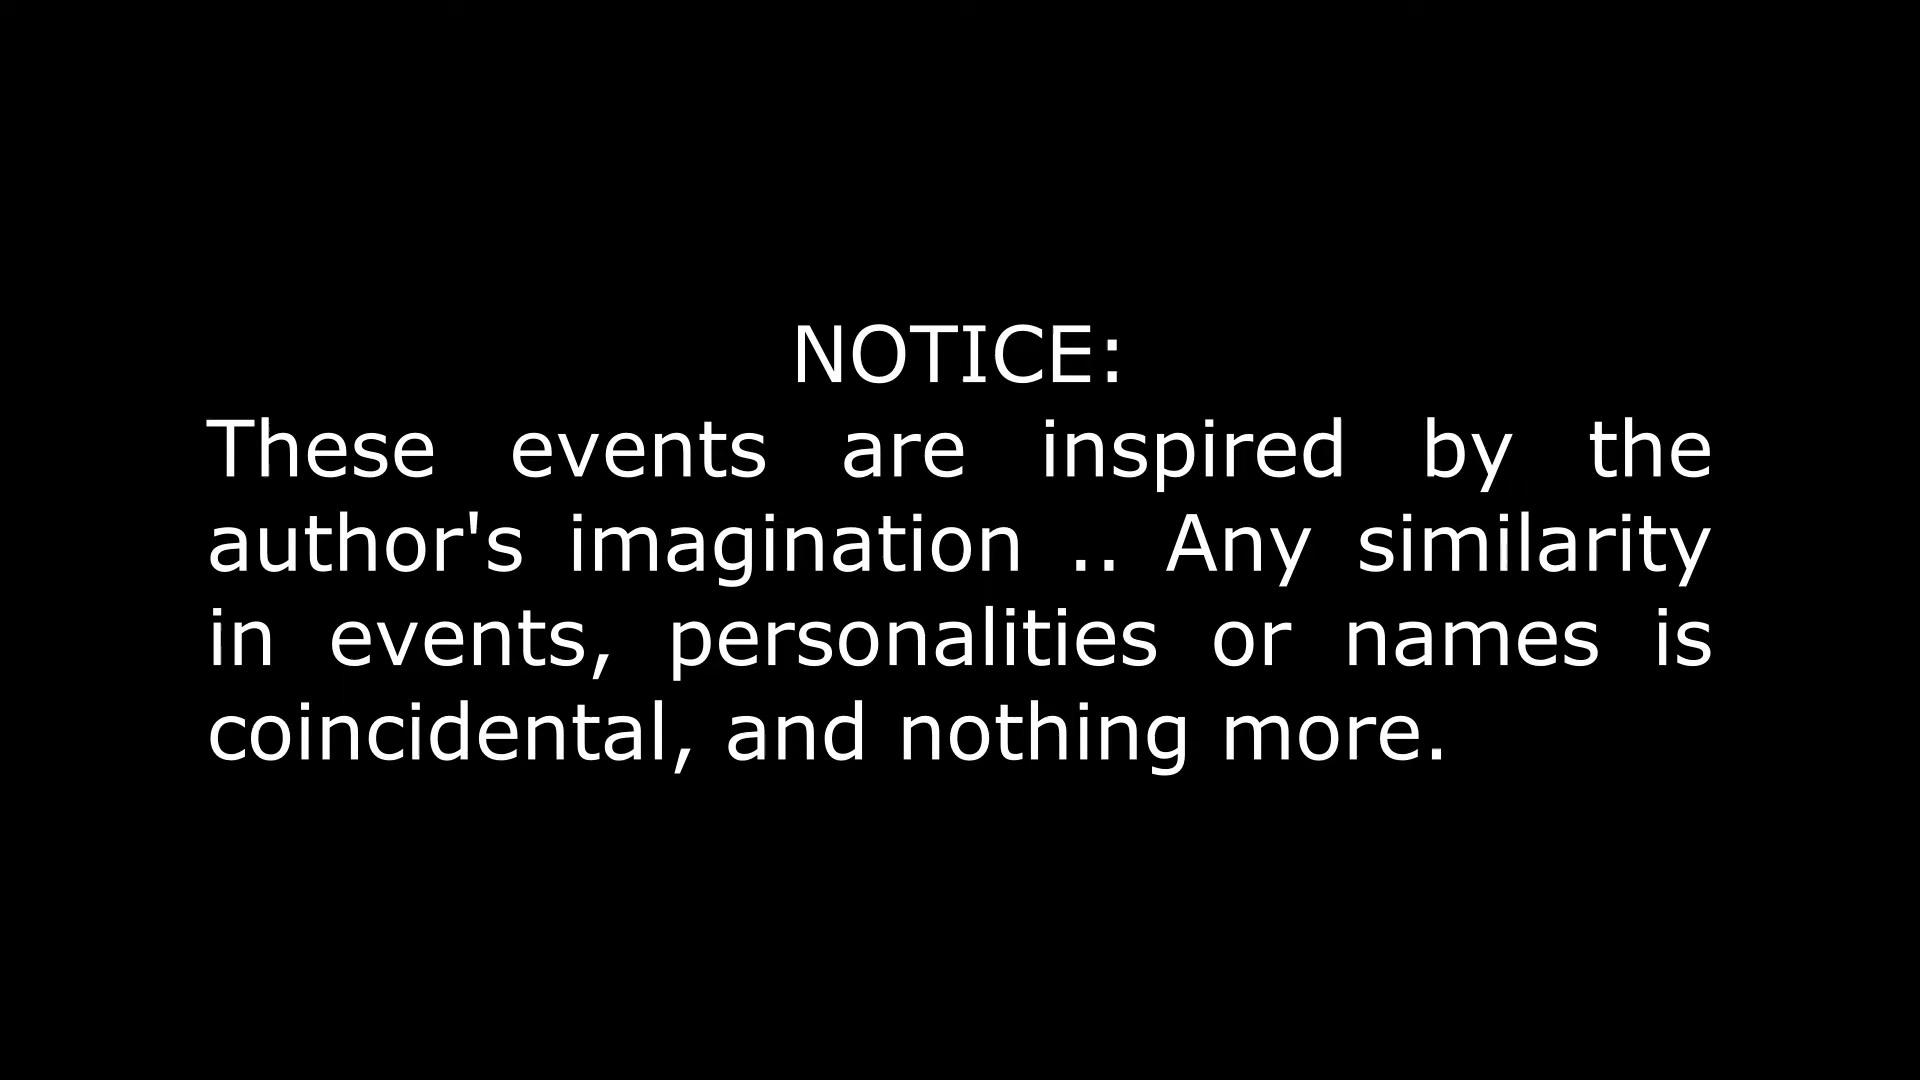 NOTICE:
These events are inspired by the
author's imagination .. Any similarity
in events, personalities or names is
coincidental, and nothing more.